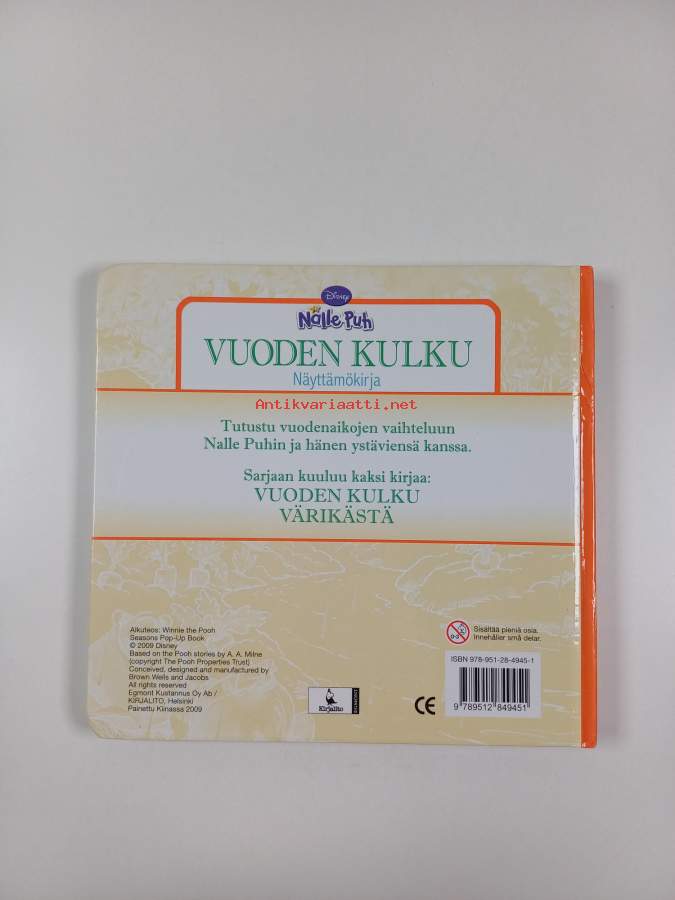 Disney
Nalle Puh
VUODEN KULKU
Näyttämökirja
Antikvariaatti.net
Tutustu vuodenaikojen vaihteluun
Nalle Puhin ja hänen ystäviensä kanssa.
Sarjaan kuuluu kaksi kirjaa:
VUODEN KULKU
VÄRIKÄSTÄ
Alkuteos: Winnie the Pooh
Seasons Pop-Up Book
© 2009 Disney
Based on the Pooh stories by A. A. Milne
(copyright The Pooh Properties Trust)
Conceived, designed and manufactured by
Brown Wells and Jacobs
All rights reserved
Egmont Kustannus Oy Ab /
KIRJALITO, Helsinki
Painettu Kiinassa 2009
Kirjalito
EGMONT
CE
0-3
Sisältää pieniä osia.
Innehåller små delar.
ISBN 978-951-28-4945-1
9 789512 849451